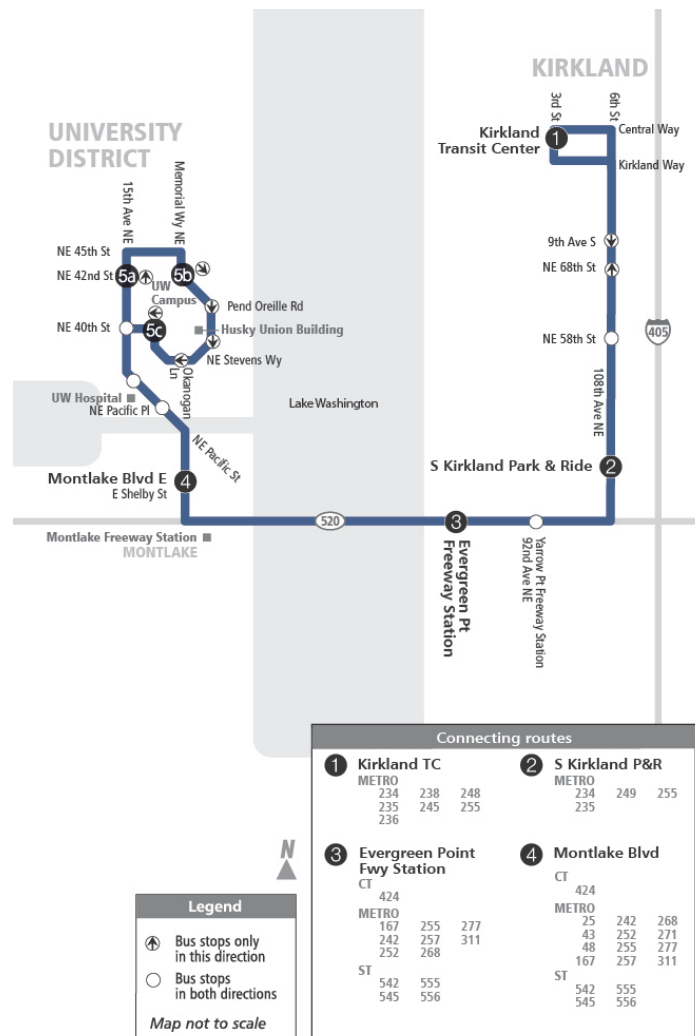 KIRKLAND
3rd St
6th St
Kirkland
Transit Center
1
Central Way
Kirkland Way
UNIVERSITY
DISTRICT
15th Ave NE
Memorial Wy NE
NE 45th St
NE 42nd St
5a
5b
UW
Campus
5c
NE 40th St
Pend Oreille Rd
Husky Union Building
NE Stevens Wy
Okanogan
Ln
UW Hospital
NE Pacific Pl
NE Pacific St
Lake Washington
9th Ave S
NE 68th St
NE 58th St
405
108th Ave NE
S Kirkland Park & Ride
2
Montlake Blvd E
E Shelby St
4
520
3
Evergreen Pt
Freeway Station
Yarrow Pt Freeway Station
92nd Ave NE
Montlake Freeway Station
MONTLAKE
N
Legend
Bus stops only
in this direction
Bus stops
in both directions
Map not to scale
Connecting routes
1 Kirkland TC
METRO
234 238 248
235 245 255
236
2 S Kirkland P&R
METRO
234 249 255
235
3 Evergreen Point
Fwy Station
CT
424
METRO
167 255 277
242 257 311
252 268
ST
542 555
545 556
4 Montlake Blvd
CT
424
METRO
25 242 268
43 252 271
48 255 277
167 257 311
ST
542 555
545 556